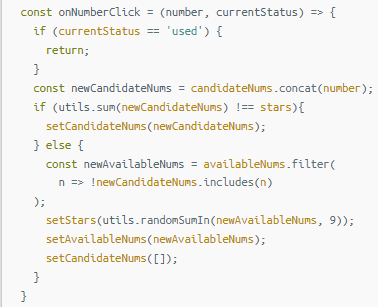 const onNumberClick = (number, currentStatus) => {
if (currentStatus == 'used') {
return;
}
const newCandidateNums = candidateNums.concat(number);
if (utils.sum(newCandidateNums) !== stars){
setCandidateNums(newCandidateNums);
} else {
const newAvailableNums = availableNums.filter(
n => !newCandidateNums.includes(n)
);
setStars(utils.randomSumIn(newAvailableNums, 9));
setAvailableNums(newAvailableNums);
setCandidateNums([]);
}
}